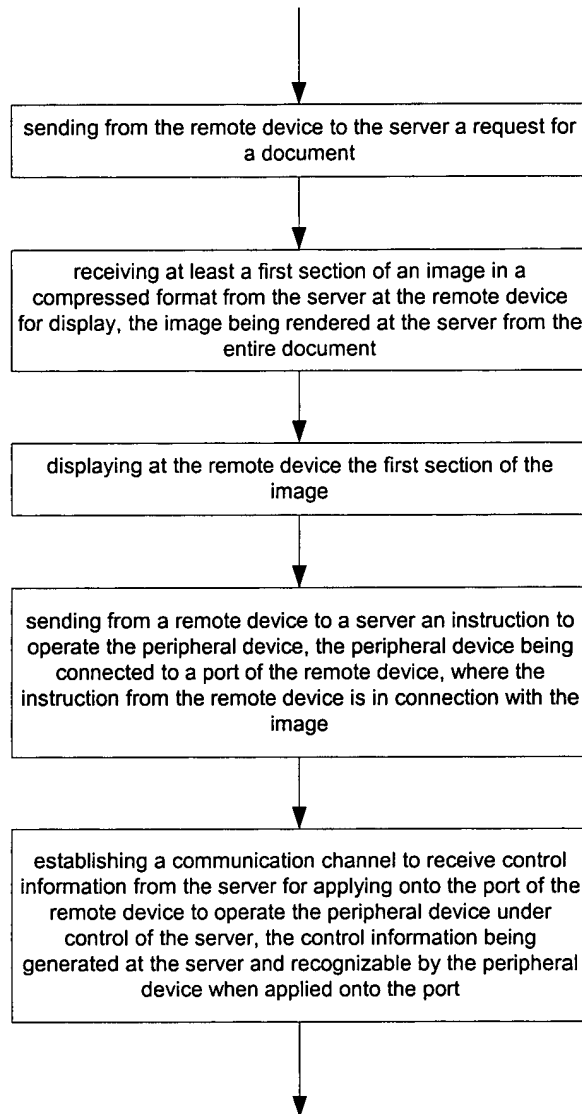 sending from the remote device to the server a request for
a document
receiving at least a first section of an image in a
compressed format from the server at the remote device
for display, the image being rendered at the server from the
entire document
displaying at the remote device the first section of the
image
sending from a remote device to a server an instruction to
operate the peripheral device, the peripheral device being
connected to a port of the remote device, where the
instruction from the remote device is in connection with the
image
establishing a communication channel to receive control
information from the server for applying onto the port of the
remote device to operate the peripheral device under
control of the server, the control information being
generated at the server and recognizable by the peripheral
device when applied onto the port